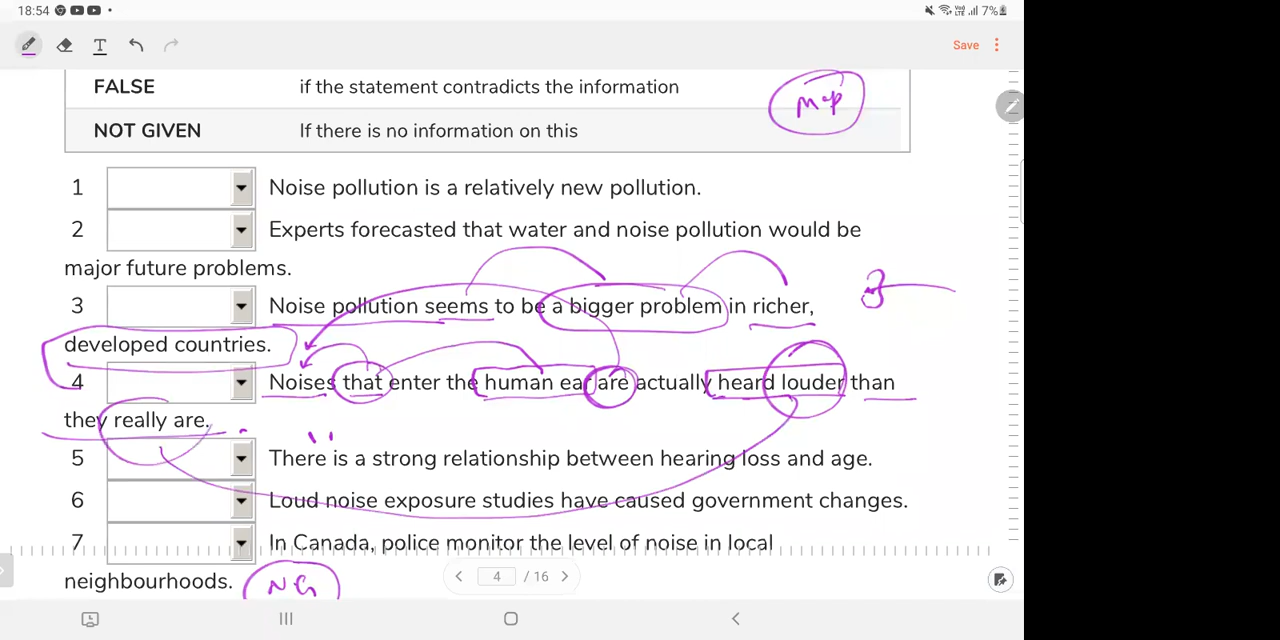 18:54 7%
Save
FALSE if the statement contradicts the information
Map
NOT GIVEN If there is no information on this
1 Noise pollution is a relatively new pollution.
2 Experts forecasted that water and noise pollution would be
major future problems.
3 Noise pollution seems to be a bigger problem in richer,
developed countries.
4 Noises that enter the human ear are actually heard louder than
they really are.
5 There is a strong relationship between hearing loss and age.
6 Loud noise exposure studies have caused government changes.
7 In Canada, police monitor the level of noise in local
neighbourhoods. NG
4 / 16